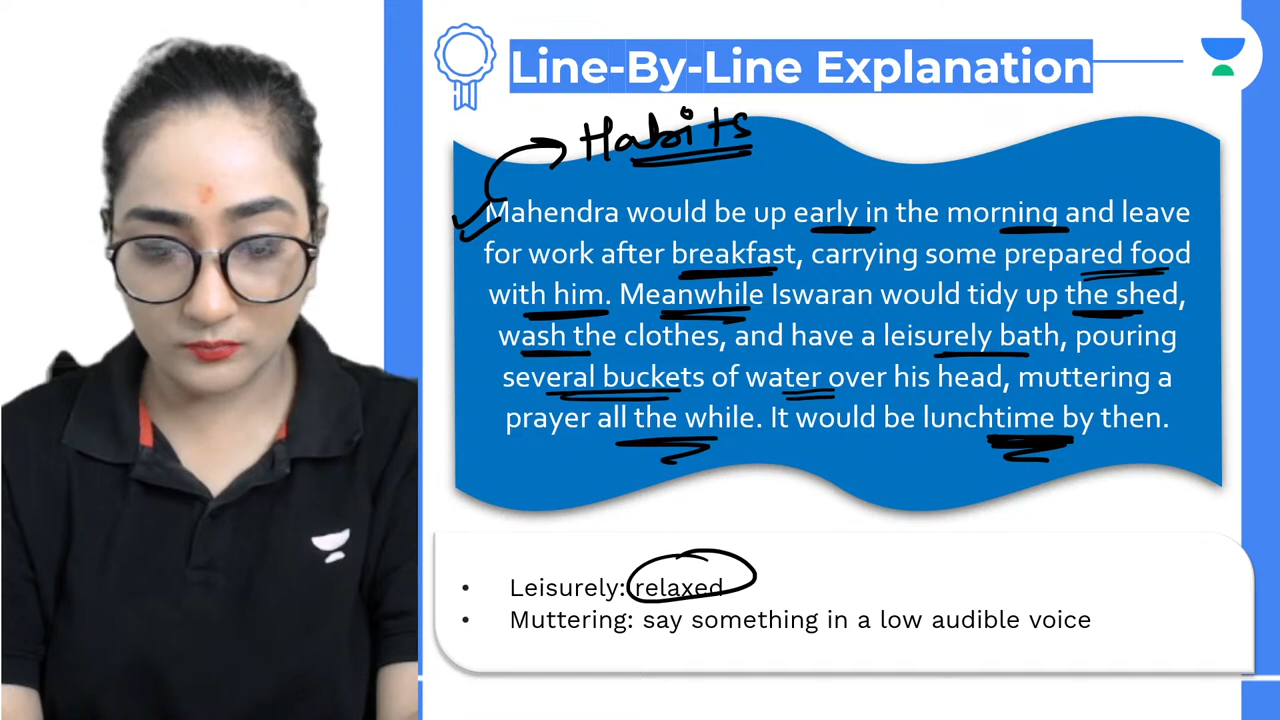 Line-By-Line Explanation
Habits
Mahendra would be up early in the morning and leave
for work after breakfast, carrying some prepared food
with him. Meanwhile Iswaran would tidy up the shed,
wash the clothes, and have a leisurely bath, pouring
several buckets of water over his head, muttering a
prayer all the while. It would be lunchtime by then.
• Leisurely: relaxed
• Muttering: say something in a low audible voice